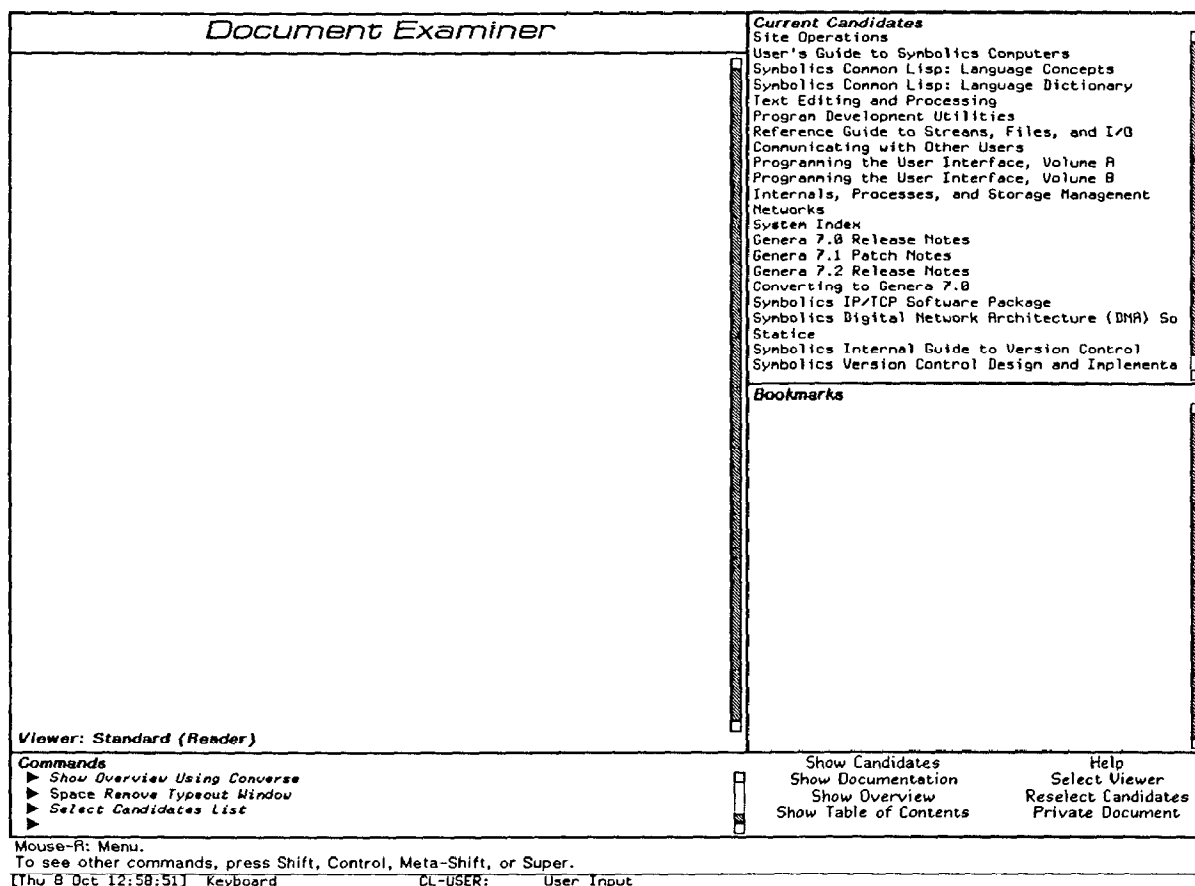 Document Examiner
Viewer: Standard (Reader)
Current Candidates
Site Operations
User's Guide to Symbolics Computers
Symbolics Common Lisp: Language Concepts
Symbolics Common Lisp: Language Dictionary
Text Editing and Processing
Program Development Utilities
Reference Guide to Streams, Files, and I/O
Communicating with Other Users
Programming the User Interface, Volume A
Programming the User Interface, Volume B
Internals, Processes, and Storage Management
Networks
System Index
Genera 7.0 Release Notes
Genera 7.1 Patch Notes
Genera 7.2 Release Notes
Converting to Genera 7.0
Symbolics IP/TCP Software Package
Symbolics Digital Network Architecture (DNA) So
Statice
Symbolics Internal Guide to Version Control
Symbolics Version Control Design and Implementa
Bookmarks
Commands
Show Overview Using Converse
Space Remove Typeout Window
Select Candidates List
Show Candidates Help
Show Documentation Select Viewer
Show Overview Reselect Candidates
Show Table of Contents Private Document
Mouse-R: Menu.
To see other commands, press Shift, Control, Meta-Shift, or Super.
[Thu 8 Oct 12:58:51] Keyboard CL-USER: User Input